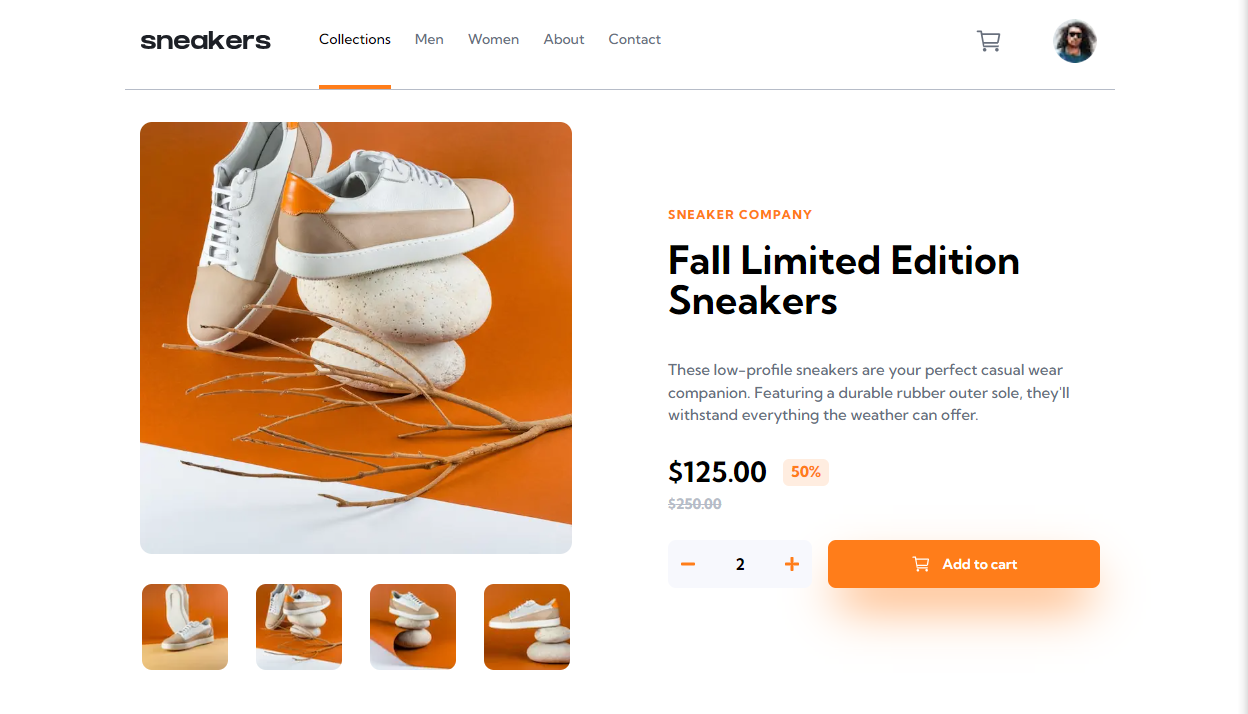 sneakers
Collections
Men
Women
About
Contact
SNEAKER COMPANY
Fall Limited Edition
Sneakers
These low-profile sneakers are your perfect casual wear
companion. Featuring a durable rubber outer sole, they'll
withstand everything the weather can offer.
$125.00
50%
$250.00
2
Add to cart